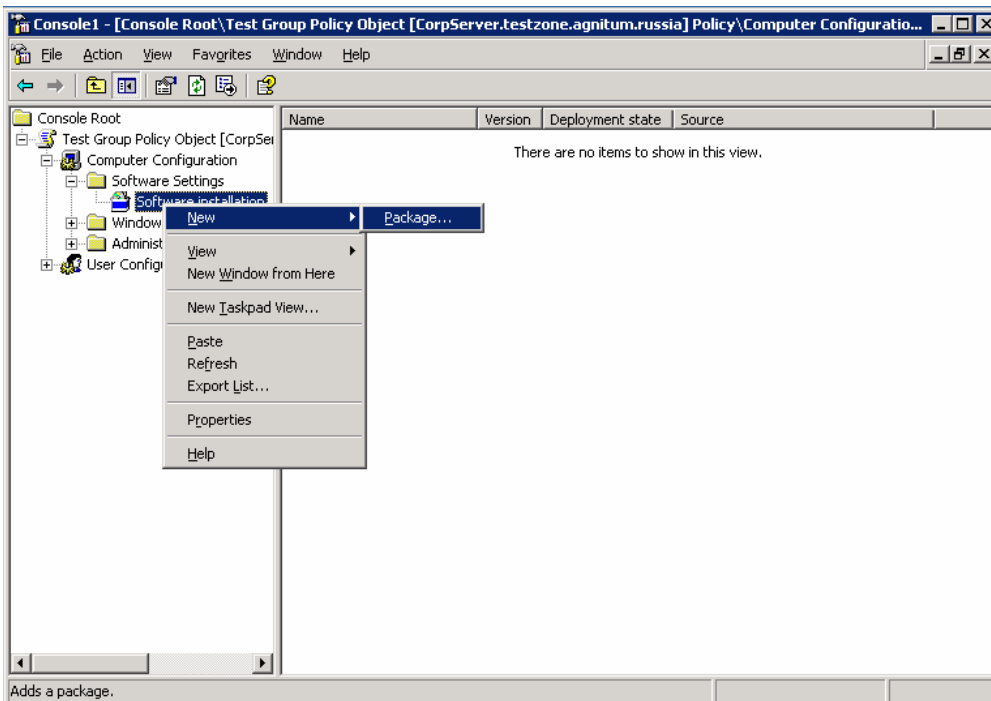 Console1 - [Console Root\Test Group Policy Object [CorpServer.testzone.agnitum.russia] Policy\Computer Configuratio...
File Action View Favorites Window Help
Console Root
Test Group Policy Object [CorpSer
Computer Configuration
Software Settings
Software installation
Window
Administ
User Config
Name Version Deployment state Source
There are no items to show in this view.
New
Package...
View
New Window from Here
New Taskpad View...
Paste
Refresh
Export List...
Properties
Help
Adds a package.